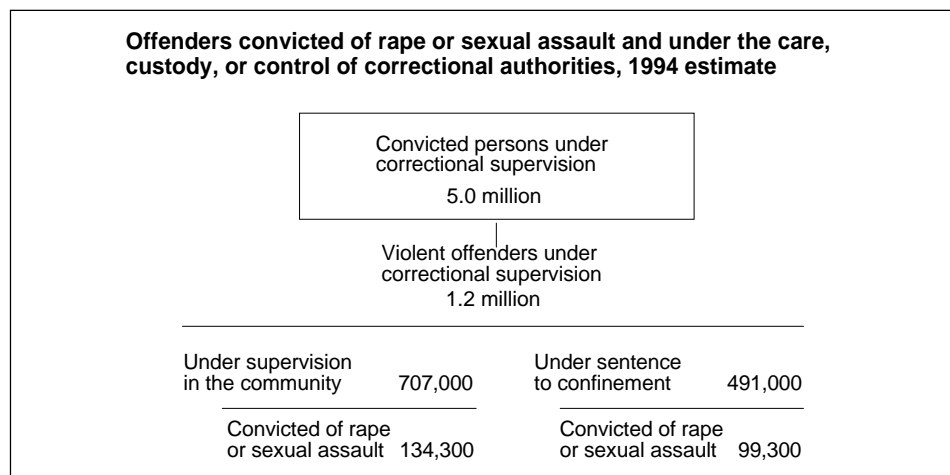 Offenders convicted of rape or sexual assault and under the care,
custody, or control of correctional authorities, 1994 estimate
Convicted persons under
correctional supervision
5.0 million
Violent offenders under
correctional supervision
1.2 million
Under supervision
in the community 707,000
Convicted of rape
or sexual assault 134,300
Under sentence
to confinement 491,000
Convicted of rape
or sexual assault 99,300